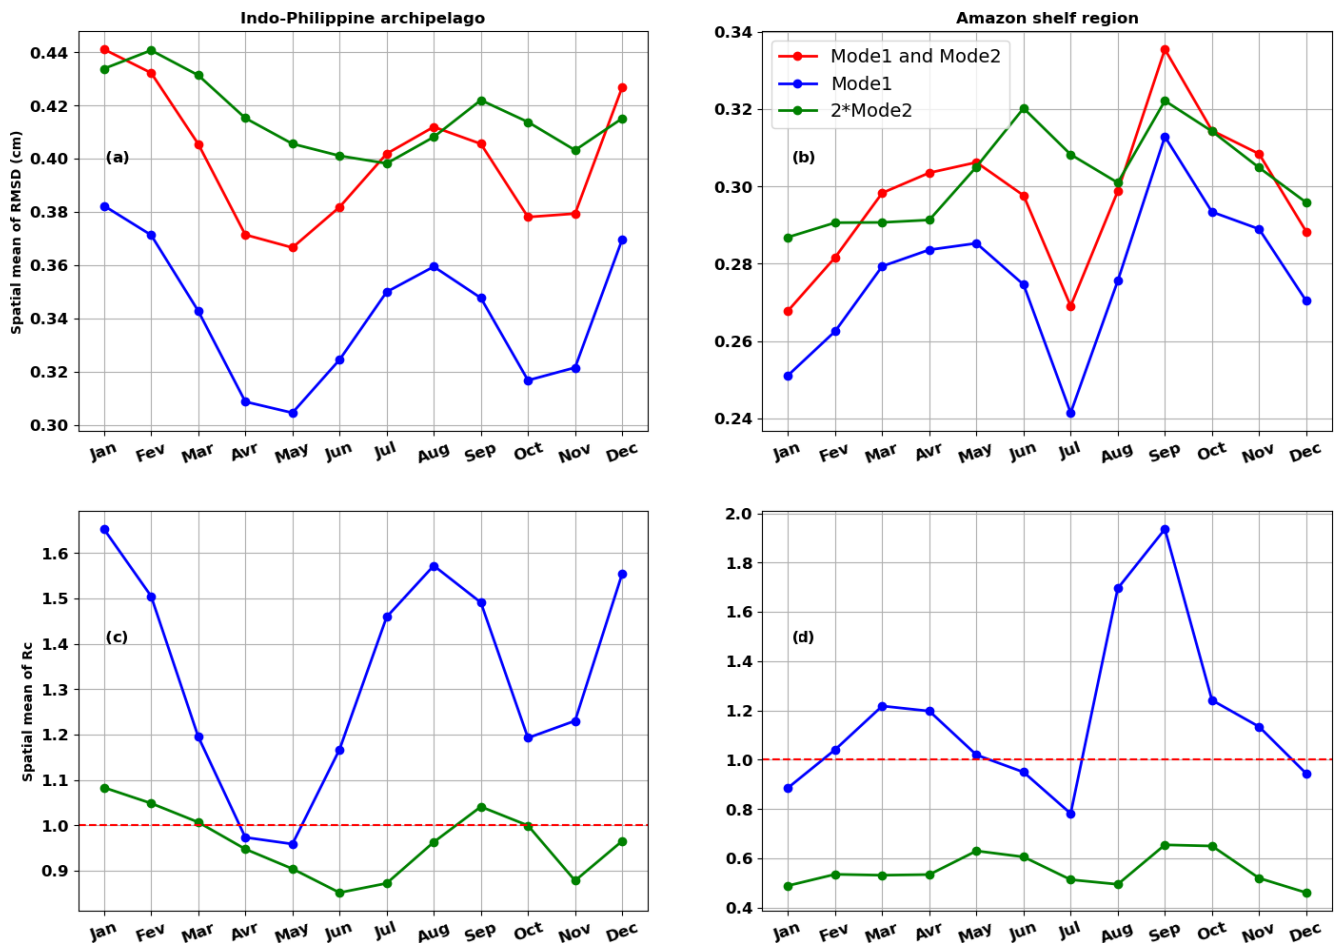 Indo-Philippine archipelago
Amazon shelf region
Spatial mean of RMSD (cm)
0.44
0.42
0.40
0.38
0.36
0.34
0.32
0.30
(a)
Jan Fev Mar Avr May Jun Jul Aug Sep Oct Nov Dec
0.34
0.32
0.30
0.28
0.26
0.24
Mode1 and Mode2
Mode1
2*Mode2
(b)
Jan Fev Mar Avr May Jun Jul Aug Sep Oct Nov Dec
Spatial mean of Rc
1.6
1.5
1.4
1.3
1.2
1.1
1.0
0.9
(c)
Jan Fev Mar Avr May Jun Jul Aug Sep Oct Nov Dec
2.0
1.8
1.6
1.4
1.2
1.0
0.8
0.6
0.4
(d)
Jan Fev Mar Avr May Jun Jul Aug Sep Oct Nov Dec